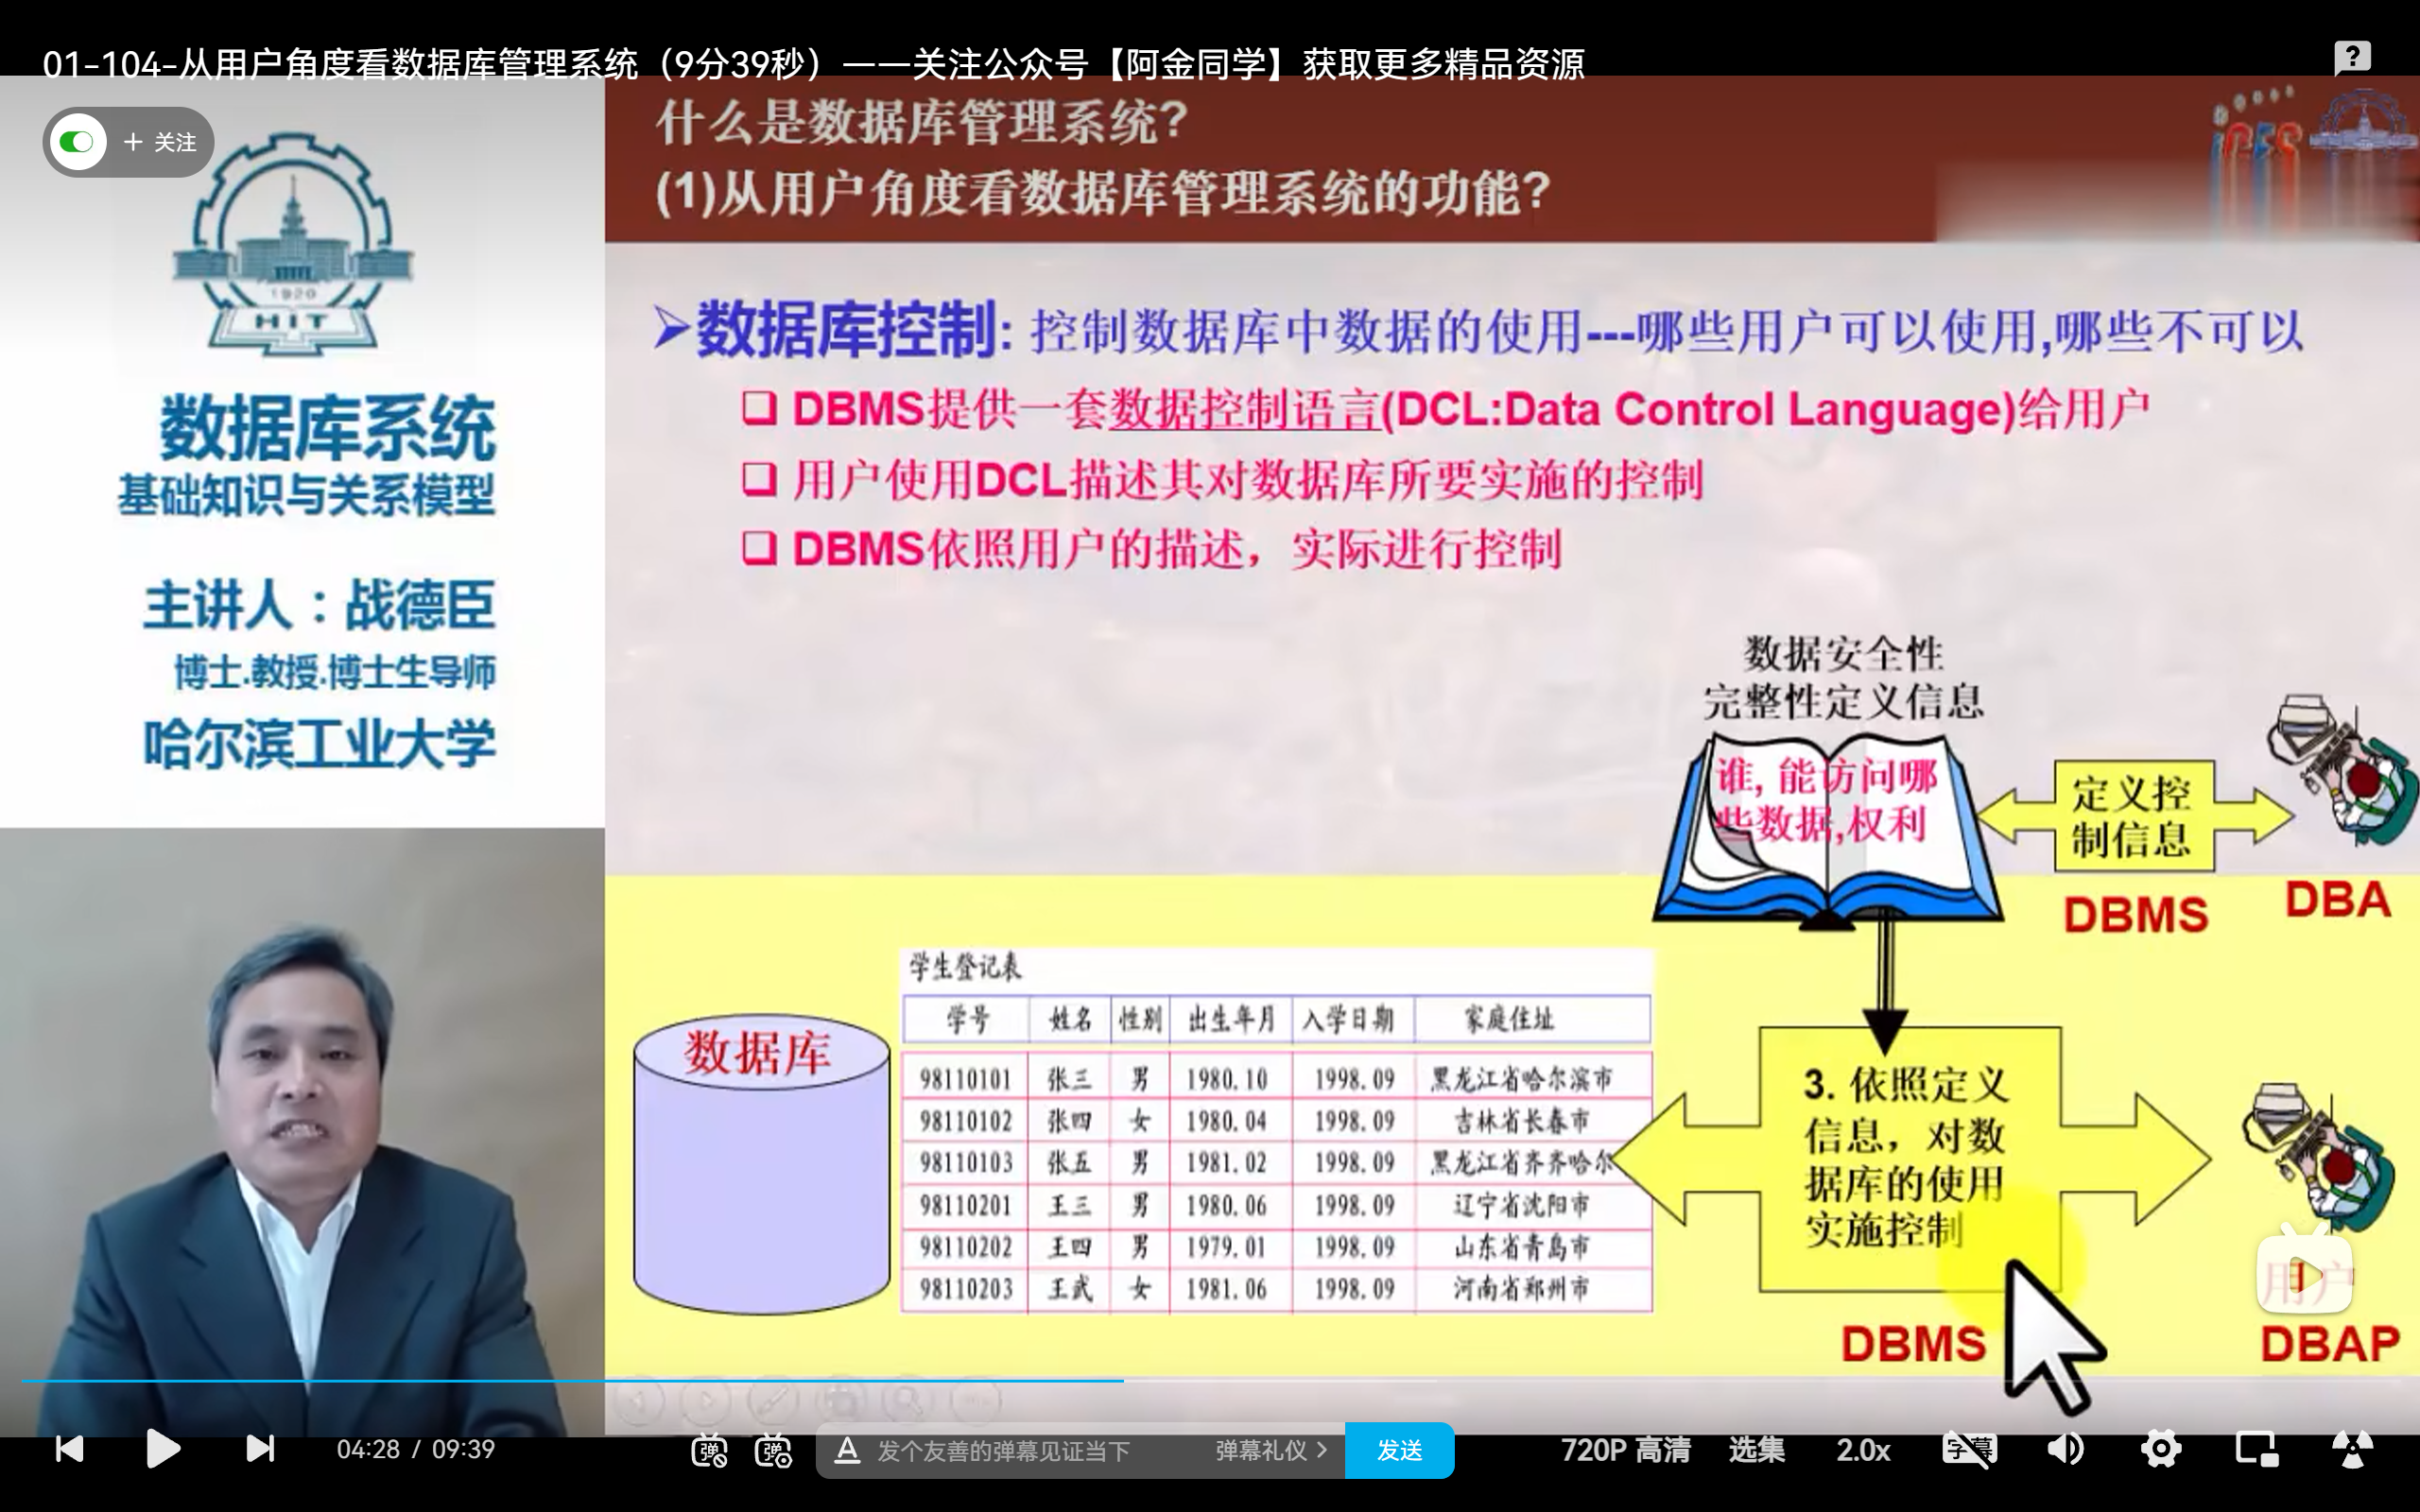 01-104-从用户角度看数据库管理系统（9分39秒）——关注公众号【阿金同学】获取更多精品资源
+ 关注
1920
HIT
数据库系统
基础知识与关系模型
主讲人：战德臣
博士.教授.博士生导师
哈尔滨工业大学
什么是数据库管理系统?
(1)从用户角度看数据库管理系统的功能?
数据库控制: 控制数据库中数据的使用---哪些用户可以使用,哪些不可以
DBMS提供一套数据控制语言(DCL:Data Control Language)给用户
用户使用DCL描述其对数据库所要实施的控制
DBMS依照用户的描述，实际进行控制
数据安全性
完整性定义信息
谁, 能访问哪
些数据,权利
定义控
制信息
DBMS
DBA
数据库
学生登记表
学号 姓名 性别 出生年月 入学日期 家庭住址
98110101 张三 男 1980.10 1998.09 黑龙江省哈尔滨市
98110102 张四 女 1980.04 1998.09 吉林省长春市
98110103 张五 男 1981.02 1998.09 黑龙江省齐齐哈尔
98110201 王三 男 1980.06 1998.09 辽宁省沈阳市
98110202 王四 男 1979.01 1998.09 山东省青岛市
98110203 王武 女 1981.06 1998.09 河南省郑州市
3. 依照定义
信息，对数
据库的使用
实施控制
DBMS
用户
DBAP
04:28 / 09:39
弹 弹
A 发个友善的弹幕见证当下
弹幕礼仪 >
发送
720P 高清
选集
2.0x
字幕